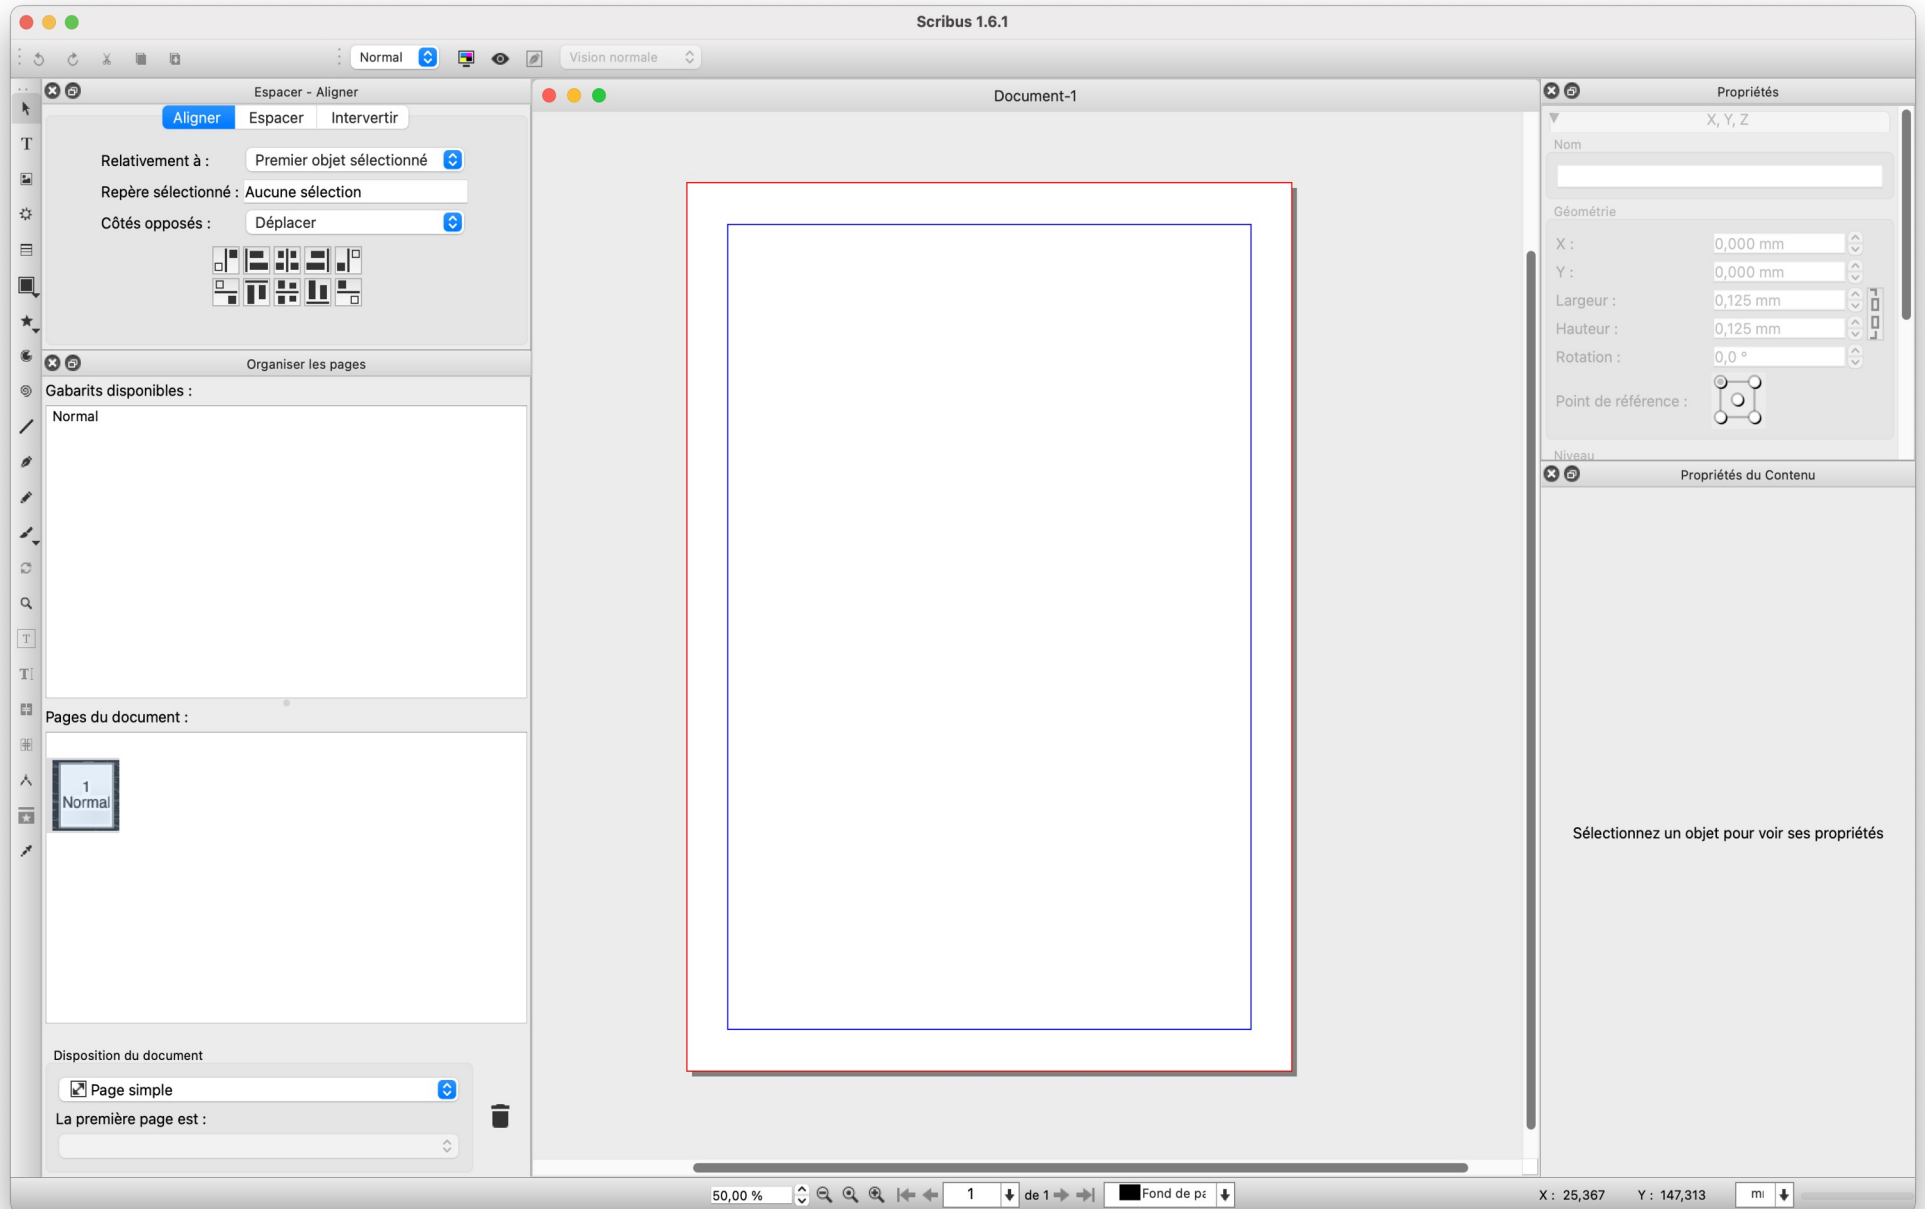 Scribus 1.6.1
Normal
Vision normale
Espacer - Aligner
Aligner Espacer Intervertir
Relativement à : Premier objet sélectionné
Repère sélectionné : Aucune sélection
Côtés opposés : Déplacer
Organiser les pages
Gabarits disponibles :
Normal
Pages du document :
1
Normal
Disposition du document
Page simple
La première page est :
Document-1
Propriétés
X, Y, Z
Nom
Géométrie
X : 0,000 mm
Y : 0,000 mm
Largeur : 0,125 mm
Hauteur : 0,125 mm
Rotation : 0,0 °
Point de référence :
Niveau
Propriétés du Contenu
Sélectionnez un objet pour voir ses propriétés
50,00 % 1 de 1 Fond de pa X : 25,367 Y : 147,313 mi